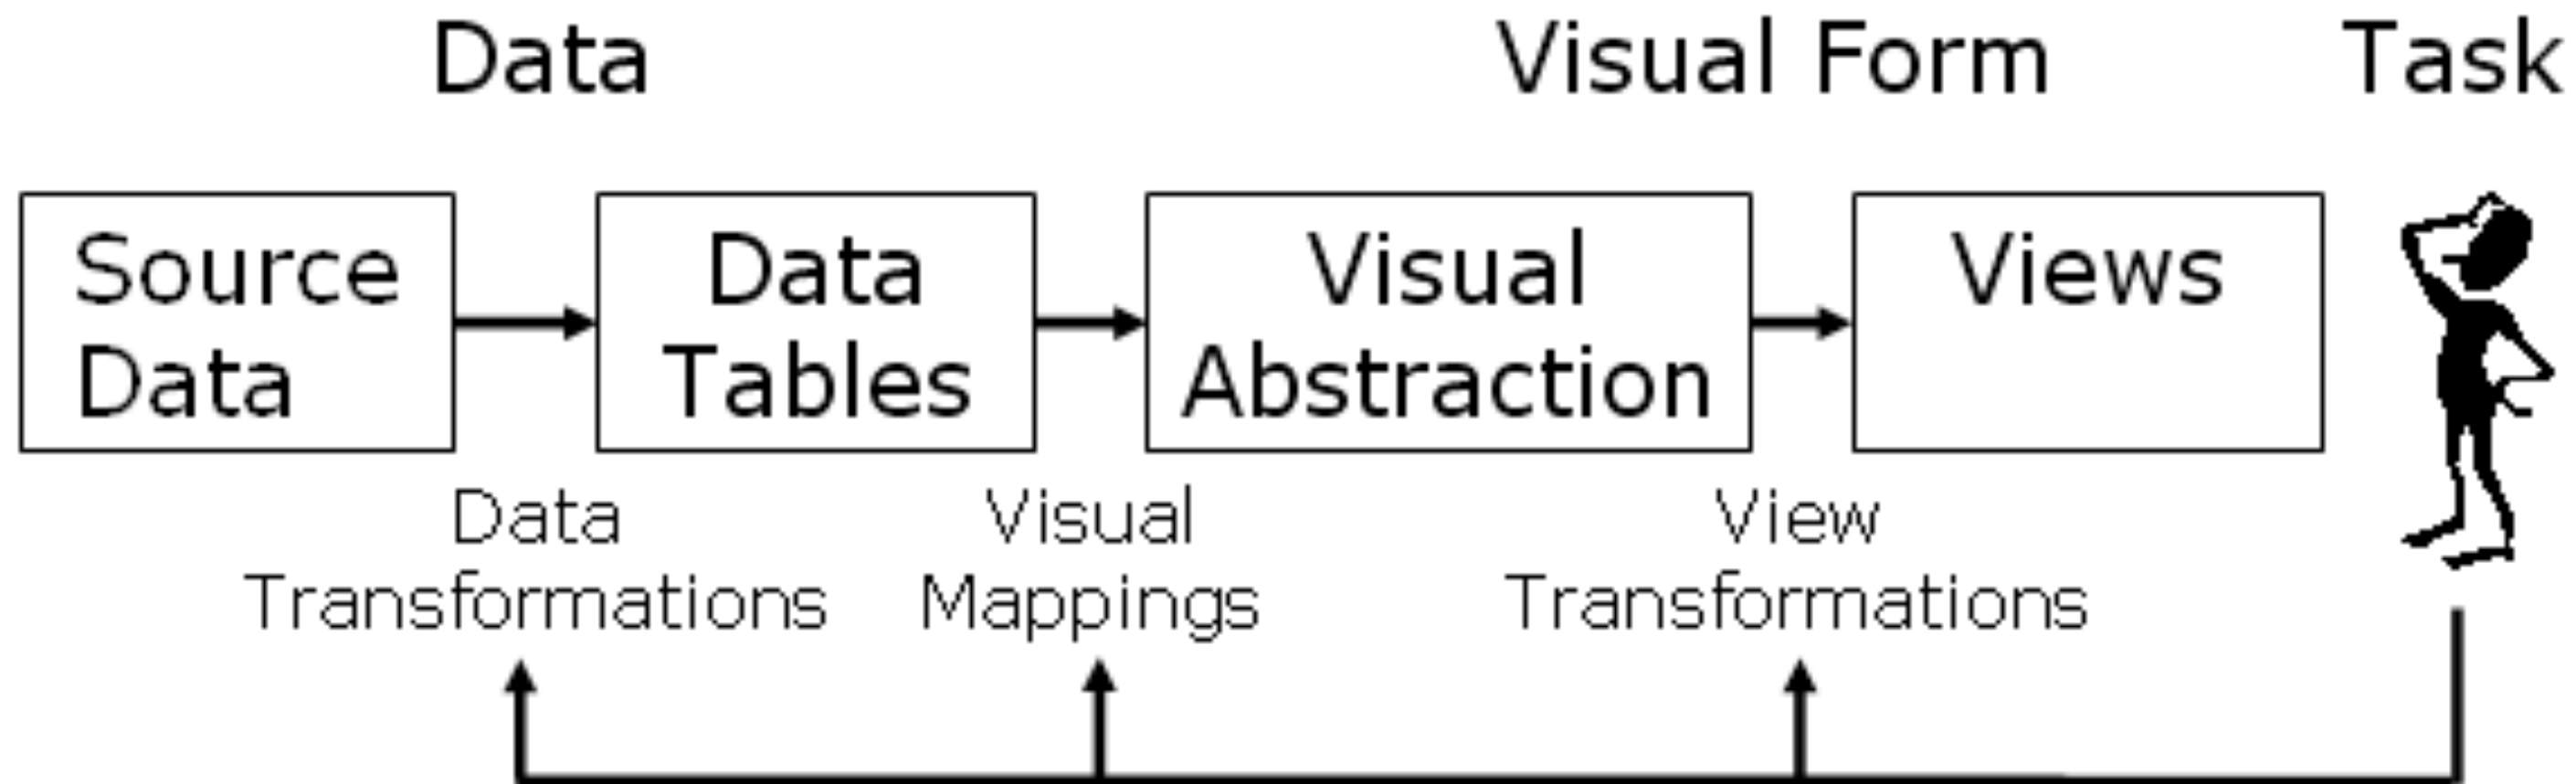 Data
Visual Form
Task
Source
Data
Data
Tables
Visual
Abstraction
Views
Data
Transformations
Visual
Mappings
View
Transformations